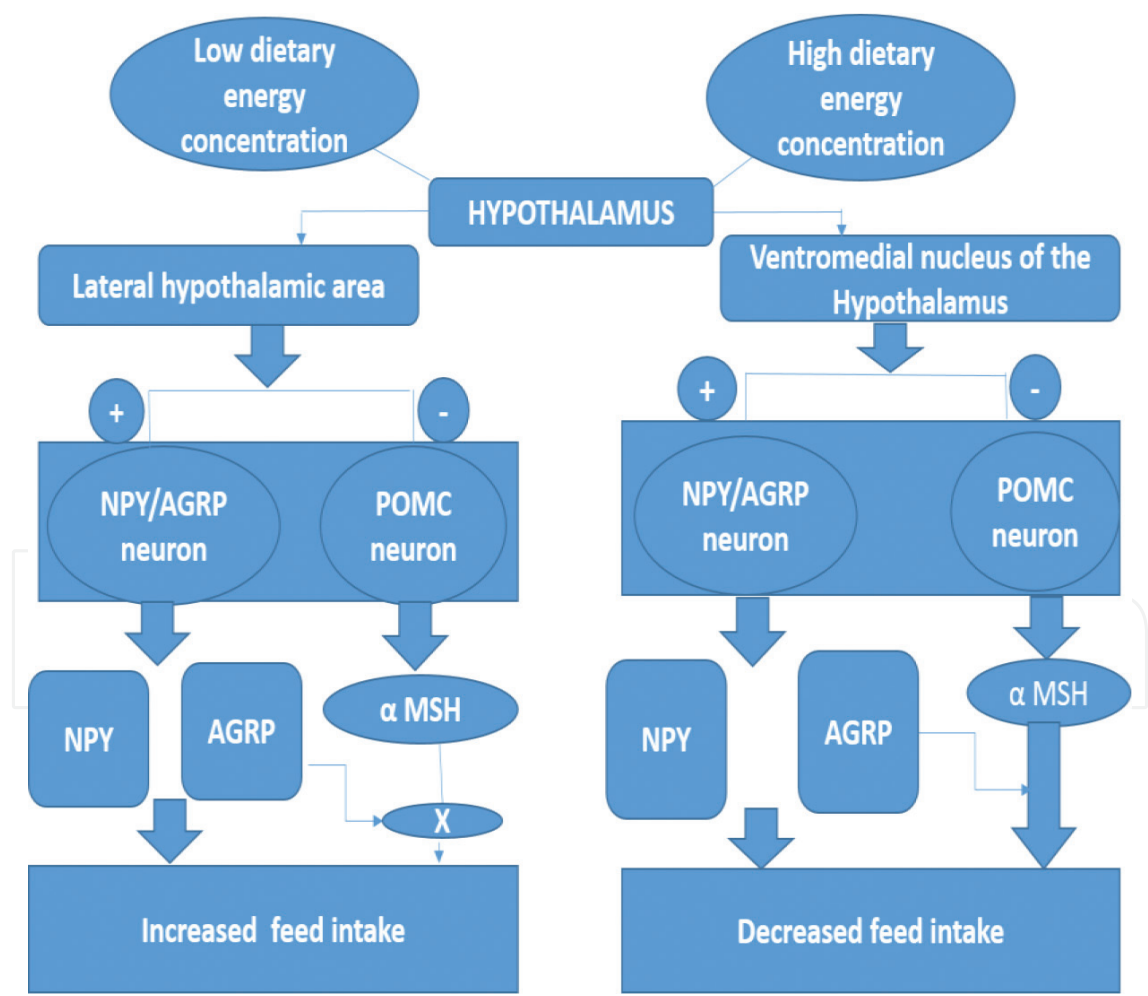 Low dietary
energy
concentration
High dietary
energy
concentration
HYPOTHALAMUS
Lateral hypothalamic area
Ventromedial nucleus of the
Hypothalamus
+
-
+
-
NPY/AGRP
neuron
POMC
neuron
NPY/AGRP
neuron
POMC
neuron
NPY
AGRP
α MSH
X
NPY
AGRP
α MSH
Increased feed intake
Decreased feed intake